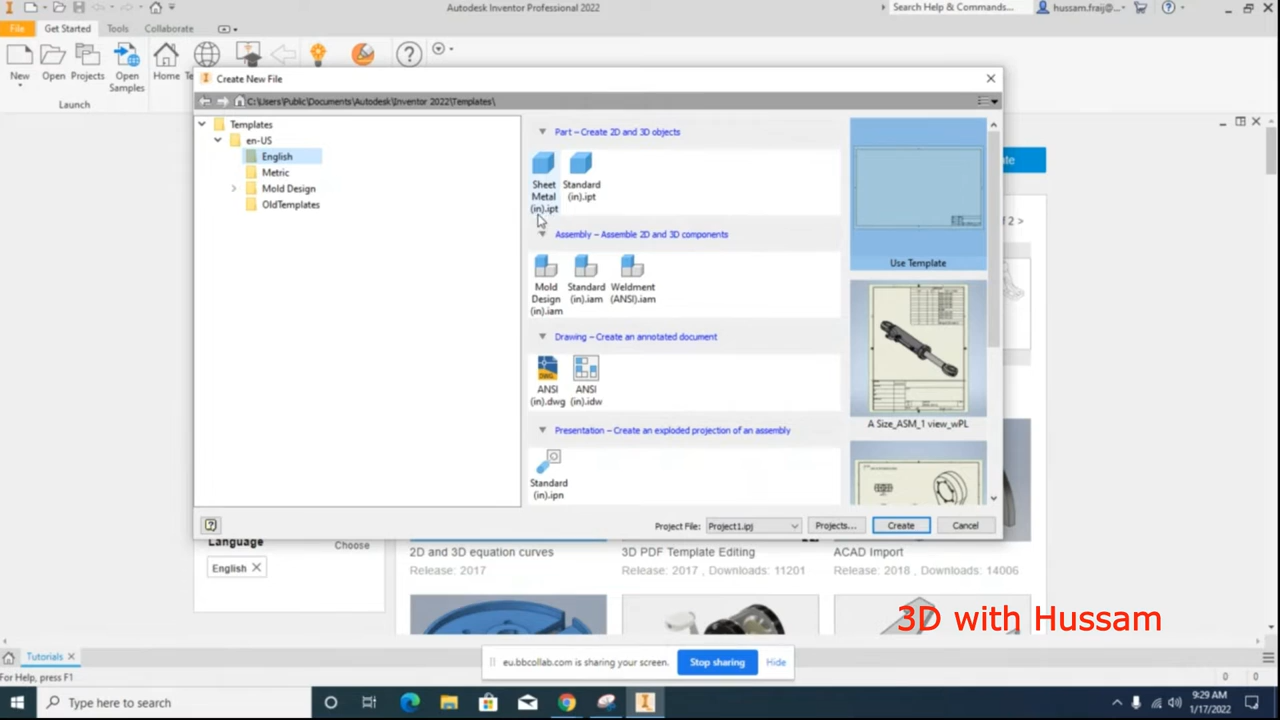 Autodesk Inventor Professional 2022
Search Help & Commands...
hussam.fraij@...
File
Get Started
Tools
Collaborate
New
Open
Projects
Open Samples
Home
Launch
Create New File
C:\Users\Public\Documents\Autodesk\Inventor 2022\Templates\
Templates
en-US
English
Metric
Mold Design
OldTemplates
Part – Create 2D and 3D objects
Sheet Metal (in).ipt
Standard (in).ipt
Assembly – Assemble 2D and 3D components
Mold Design (in).iam
Standard (in).iam
Weldment (ANSI).iam
Drawing – Create an annotated document
ANSI (in).dwg
ANSI (in).idw
Presentation – Create an exploded projection of an assembly
Standard (in).ipn
Use Template
A Size_ASM_1 view_wPL
Project File:
Project1.ipj
Projects...
Create
Cancel
Language
Choose
English
2D and 3D equation curves
Release: 2017
3D PDF Template Editing
Release: 2017 , Downloads: 11201
ACAD Import
Release: 2018 , Downloads: 14006
3D with Hussam
Tutorials
eu.bbcollab.com is sharing your screen.
Stop sharing
Hide
For Help, press F1
0
0
Type here to search
9:29 AM
1/17/2022